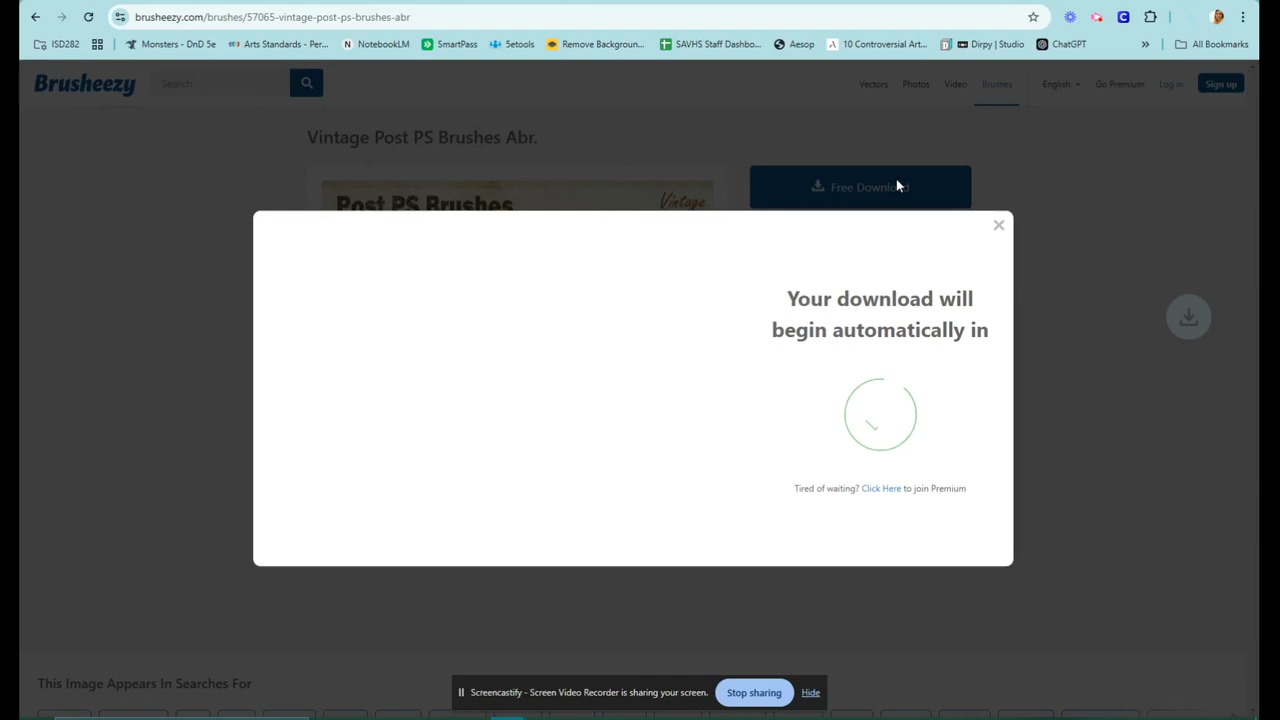 brusheezy.com/brushes/57065-vintage-post-ps-brushes-abr
ISD282
Monsters - DnD 5e
Arts Standards - Per...
NotebookLM
SmartPass
5etools
Remove Backgroun...
SAVHS Staff Dashbo...
Aesop
10 Controversial Art...
Dirpy | Studio
ChatGPT
»
All Bookmarks
Brusheezy
Search
Vectors
Photos
Video
Brushes
English
Go Premium
Log in
Sign up
Vintage Post PS Brushes Abr.
Free Download
Post PS Brushes
Vintage
Your download will
begin automatically in
Tired of waiting? Click Here to join Premium
This Image Appears In Searches For
Screencastify - Screen Video Recorder is sharing your screen.
Stop sharing
Hide